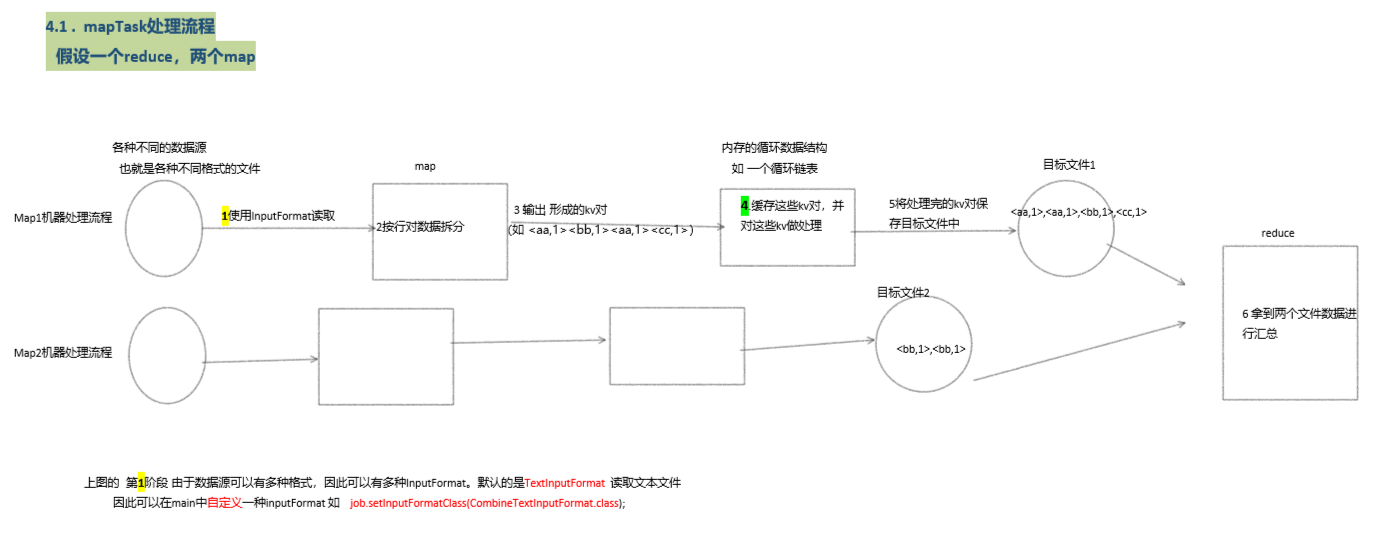 4.1 . mapTask处理流程
假设一个reduce，两个map
各种不同的数据源
也就是各种不同格式的文件
map
内存的循环数据结构
如 一个循环链表
目标文件1
Map1机器处理流程
1使用InputFormat读取
2按行对数据拆分
3 输出 形成的kv对
(如 <aa,1><bb,1><aa,1><cc,1>)
4.缓存这些kv对，并
对这些kv做处理
5将处理完的kv对保
存目标文件中
<aa,1>,<aa,1>,<bb,1>,<cc,1>
reduce
6 拿到两个文件数据进
行汇总
目标文件2
Map2机器处理流程
<bb,1>,<bb,1>
上图的 第1阶段 由于数据源可以有多种格式，因此可以有多种InputFormat。默认的是TextInputFormat 读取文本文件
因此可以在main中自定义一种inputFormat 如 job.setInputFormatClass(CombineTextInputFormat.class);